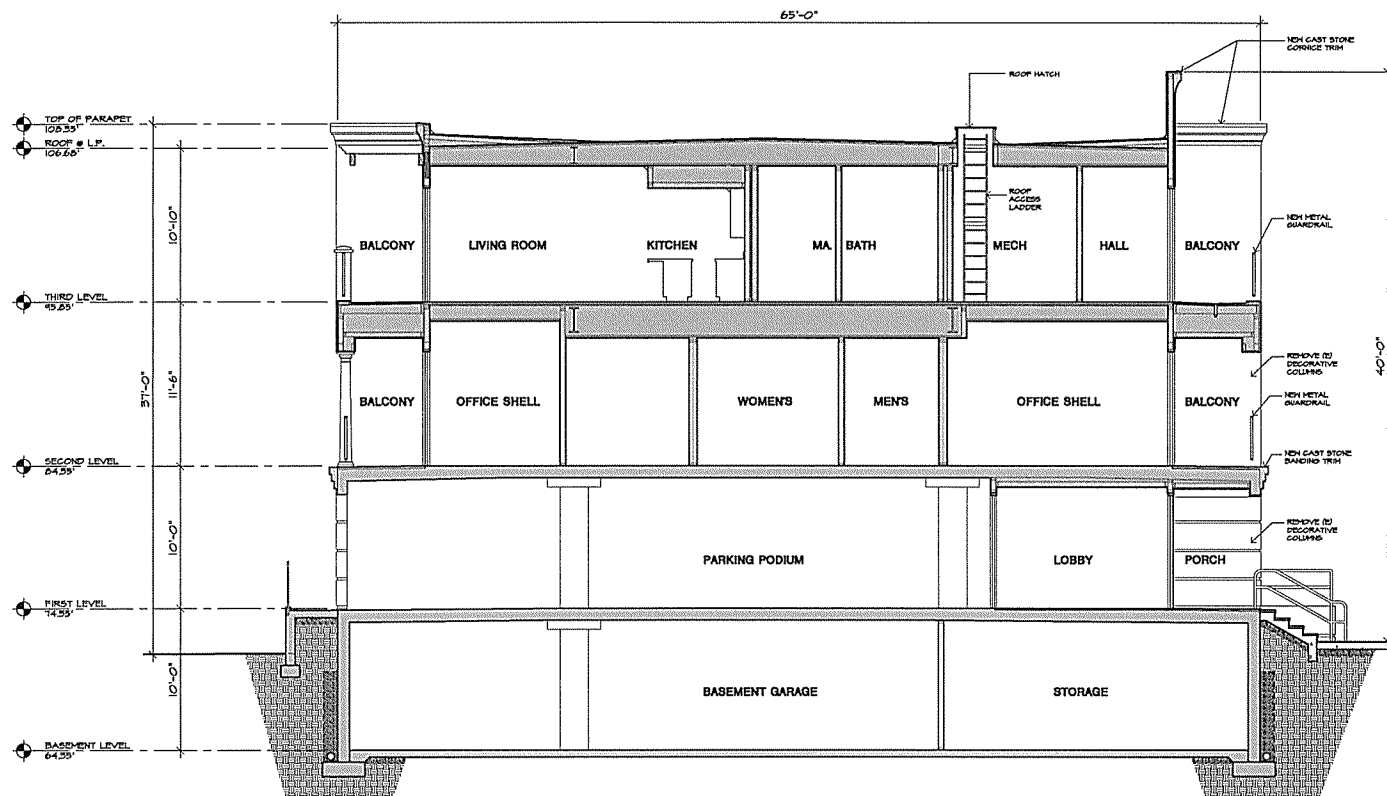 65'-0"
NEW CAST STONE
CORNICE TRIM
ROOF HATCH
TOP OF PARAPET
108.35'
ROOF @ L.P.
106.68'
ROOF
ACCESS
LADDER
NEW METAL
GUARDRAIL
10'-10"
BALCONY
LIVING ROOM
KITCHEN
MA. BATH
MECH
HALL
BALCONY
THIRD LEVEL
95.85'
37'-0"
11'-6"
40'-0"
REMOVE (E)
DECORATIVE
COLUMNS
BALCONY
OFFICE SHELL
WOMEN'S
MEN'S
OFFICE SHELL
BALCONY
NEW METAL
GUARDRAIL
SECOND LEVEL
84.35'
NEW CAST STONE
BANDING TRIM
10'-0"
REMOVE (E)
DECORATIVE
COLUMNS
PARKING PODIUM
LOBBY
PORCH
FIRST LEVEL
74.35'
10'-0"
BASEMENT GARAGE
STORAGE
BASEMENT LEVEL
64.35'